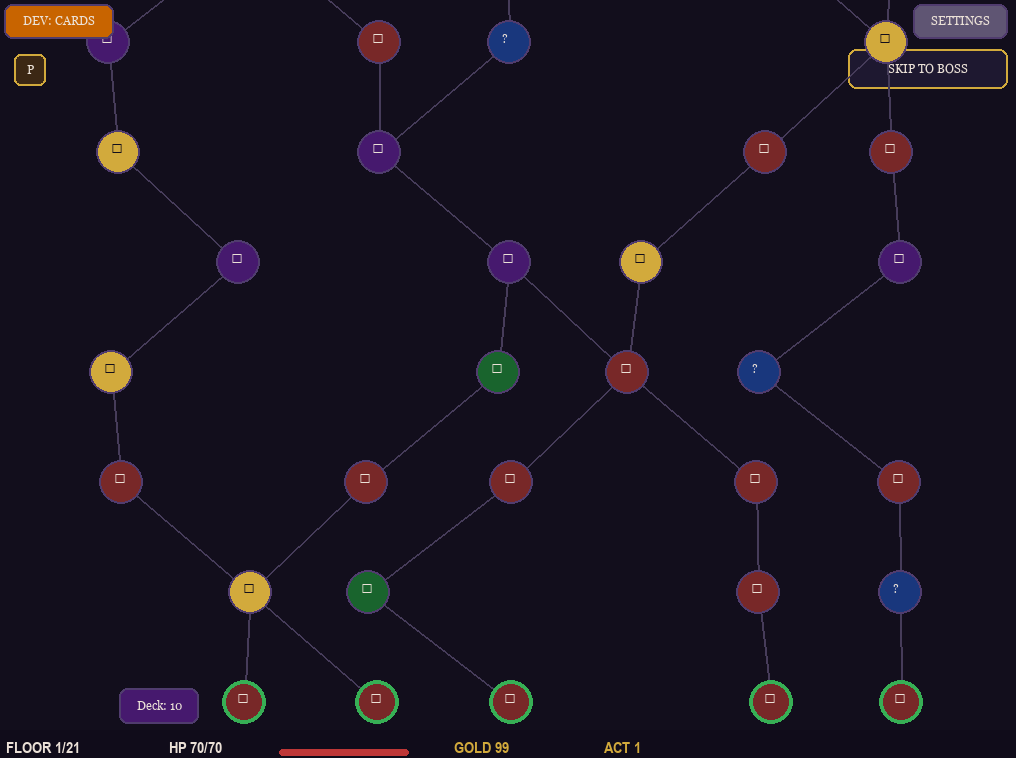 DEV: CARDS
SETTINGS
?
P
SKIP TO BOSS
?
?
Deck: 10
FLOOR 1/21
HP 70/70
GOLD 99
ACT 1